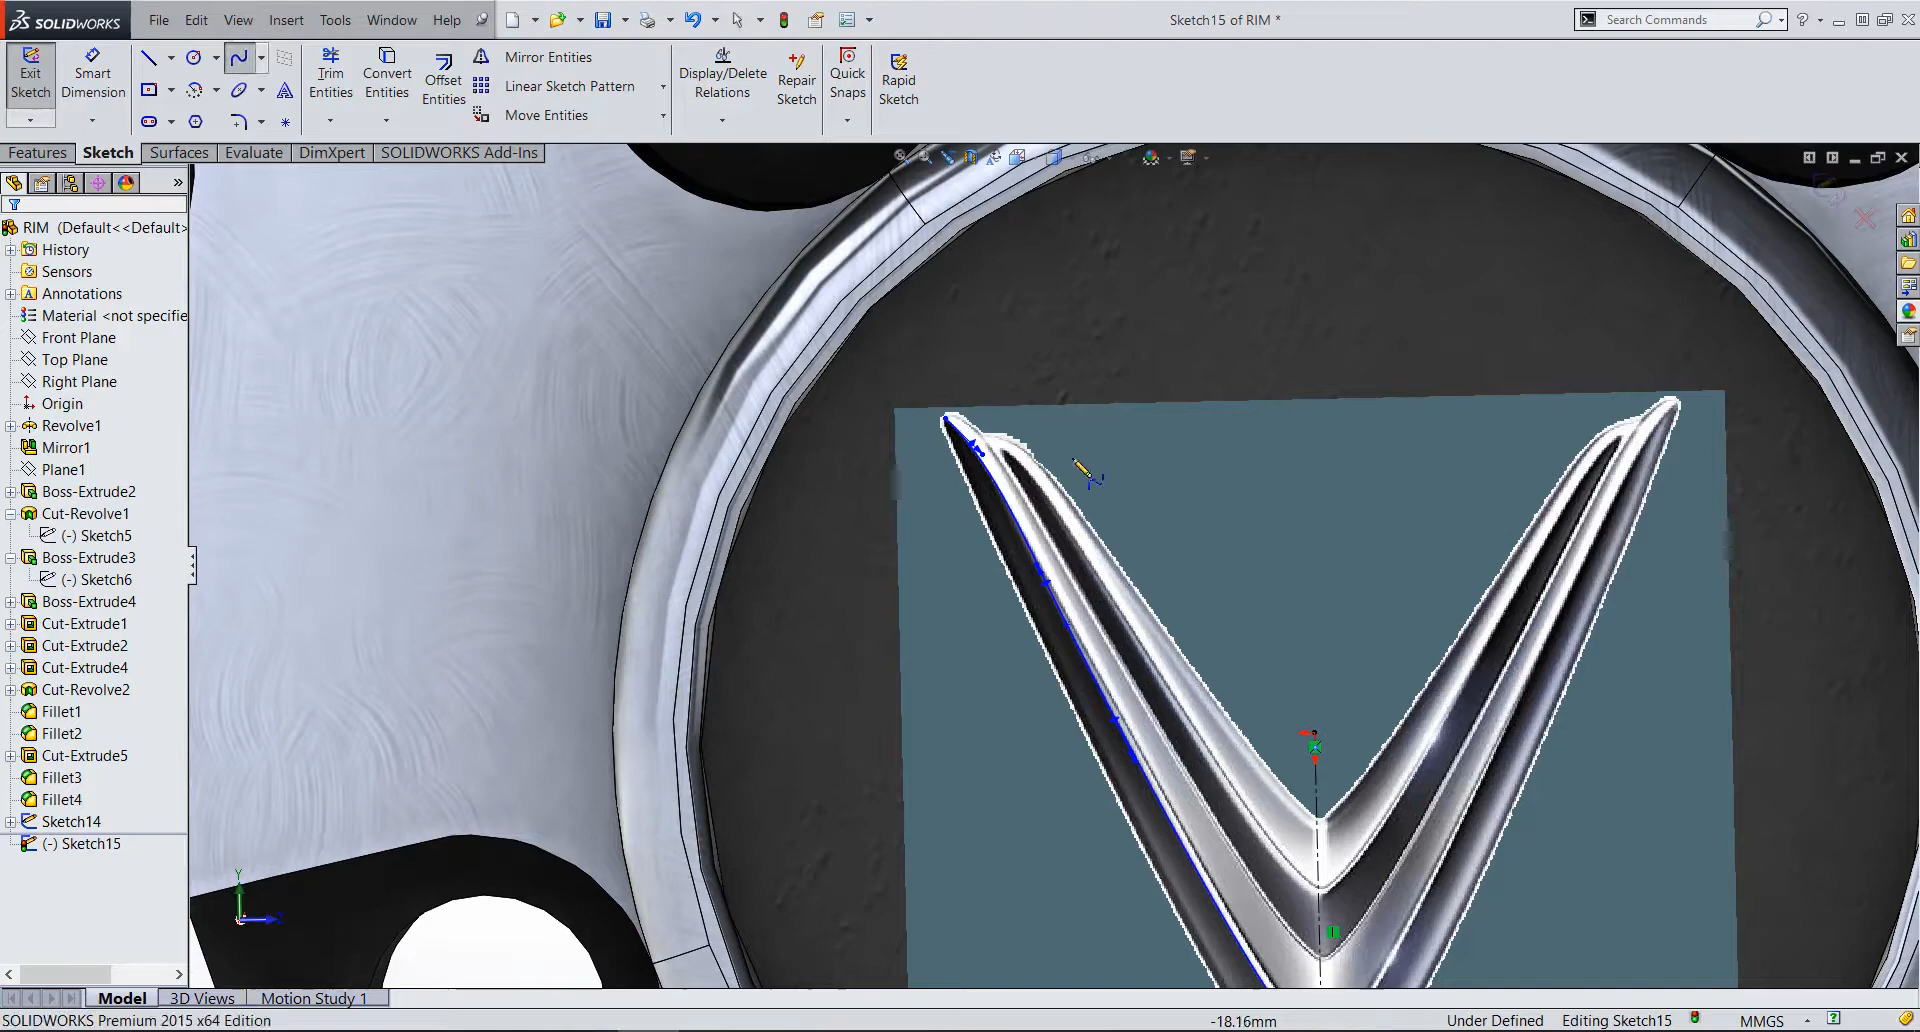 SOLIDWORKS File Edit View Insert Tools Window Help Sketch15 of RIM * Search Commands ?
Exit Sketch
Smart Dimension
Trim Entities
Convert Entities
Offset Entities
Mirror Entities
Linear Sketch Pattern
Move Entities
Display/Delete Relations
Repair Sketch
Quick Snaps
Rapid Sketch
Features Sketch Surfaces Evaluate DimXpert SOLIDWORKS Add-Ins
RIM (Default<<Default>
History
Sensors
Annotations
Material <not specifie
Front Plane
Top Plane
Right Plane
Origin
Revolve1
Mirror1
Plane1
Boss-Extrude2
Cut-Revolve1
(-) Sketch5
Boss-Extrude3
(-) Sketch6
Boss-Extrude4
Cut-Extrude1
Cut-Extrude2
Cut-Extrude4
Cut-Revolve2
Fillet1
Fillet2
Cut-Extrude5
Fillet3
Fillet4
Sketch14
(-) Sketch15
Y
Z
Model 3D Views Motion Study 1
SOLIDWORKS Premium 2015 x64 Edition -18.16mm Under Defined Editing Sketch15 MMGS ?